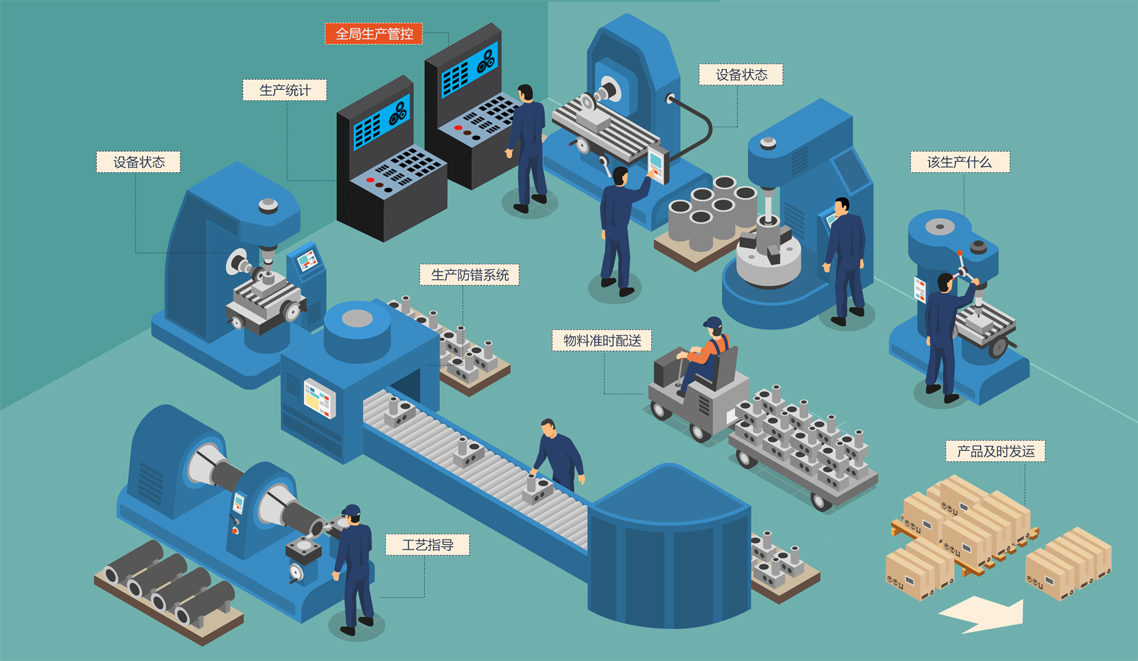 全局生产管控
设备状态
生产统计
设备状态
该生产什么
生产防错系统
物料准时配送
产品及时发运
工艺指导